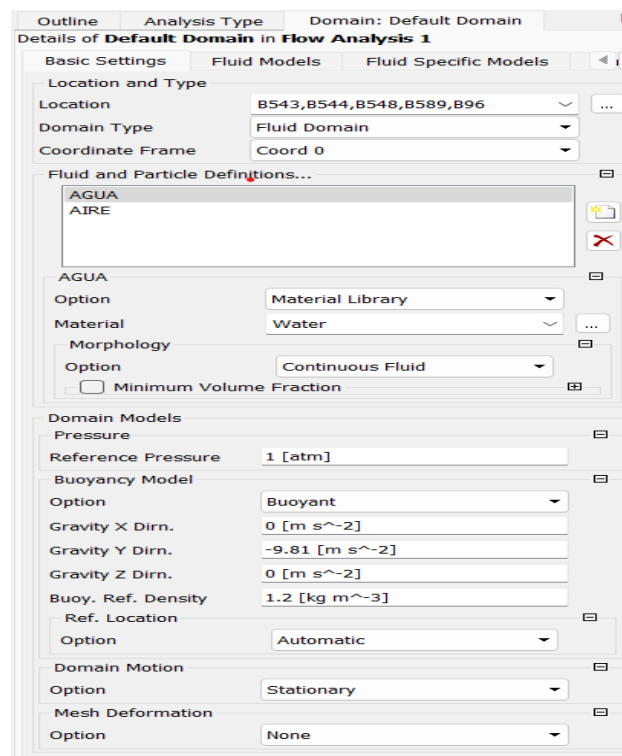 Outline Analysis Type Domain: Default Domain
Details of Default Domain in Flow Analysis 1
Basic Settings Fluid Models Fluid Specific Models
Location and Type
Location B543,B544,B548,B589,B96 ...
Domain Type Fluid Domain
Coordinate Frame Coord 0
Fluid and Particle Definitions...
AGUA
AIRE
AGUA
Option Material Library
Material Water ...
Morphology
Option Continuous Fluid
Minimum Volume Fraction
Domain Models
Pressure
Reference Pressure 1 [atm]
Buoyancy Model
Option Buoyant
Gravity X Dirn. 0 [m s^-2]
Gravity Y Dirn. -9.81 [m s^-2]
Gravity Z Dirn. 0 [m s^-2]
Buoy. Ref. Density 1.2 [kg m^-3]
Ref. Location
Option Automatic
Domain Motion
Option Stationary
Mesh Deformation
Option None